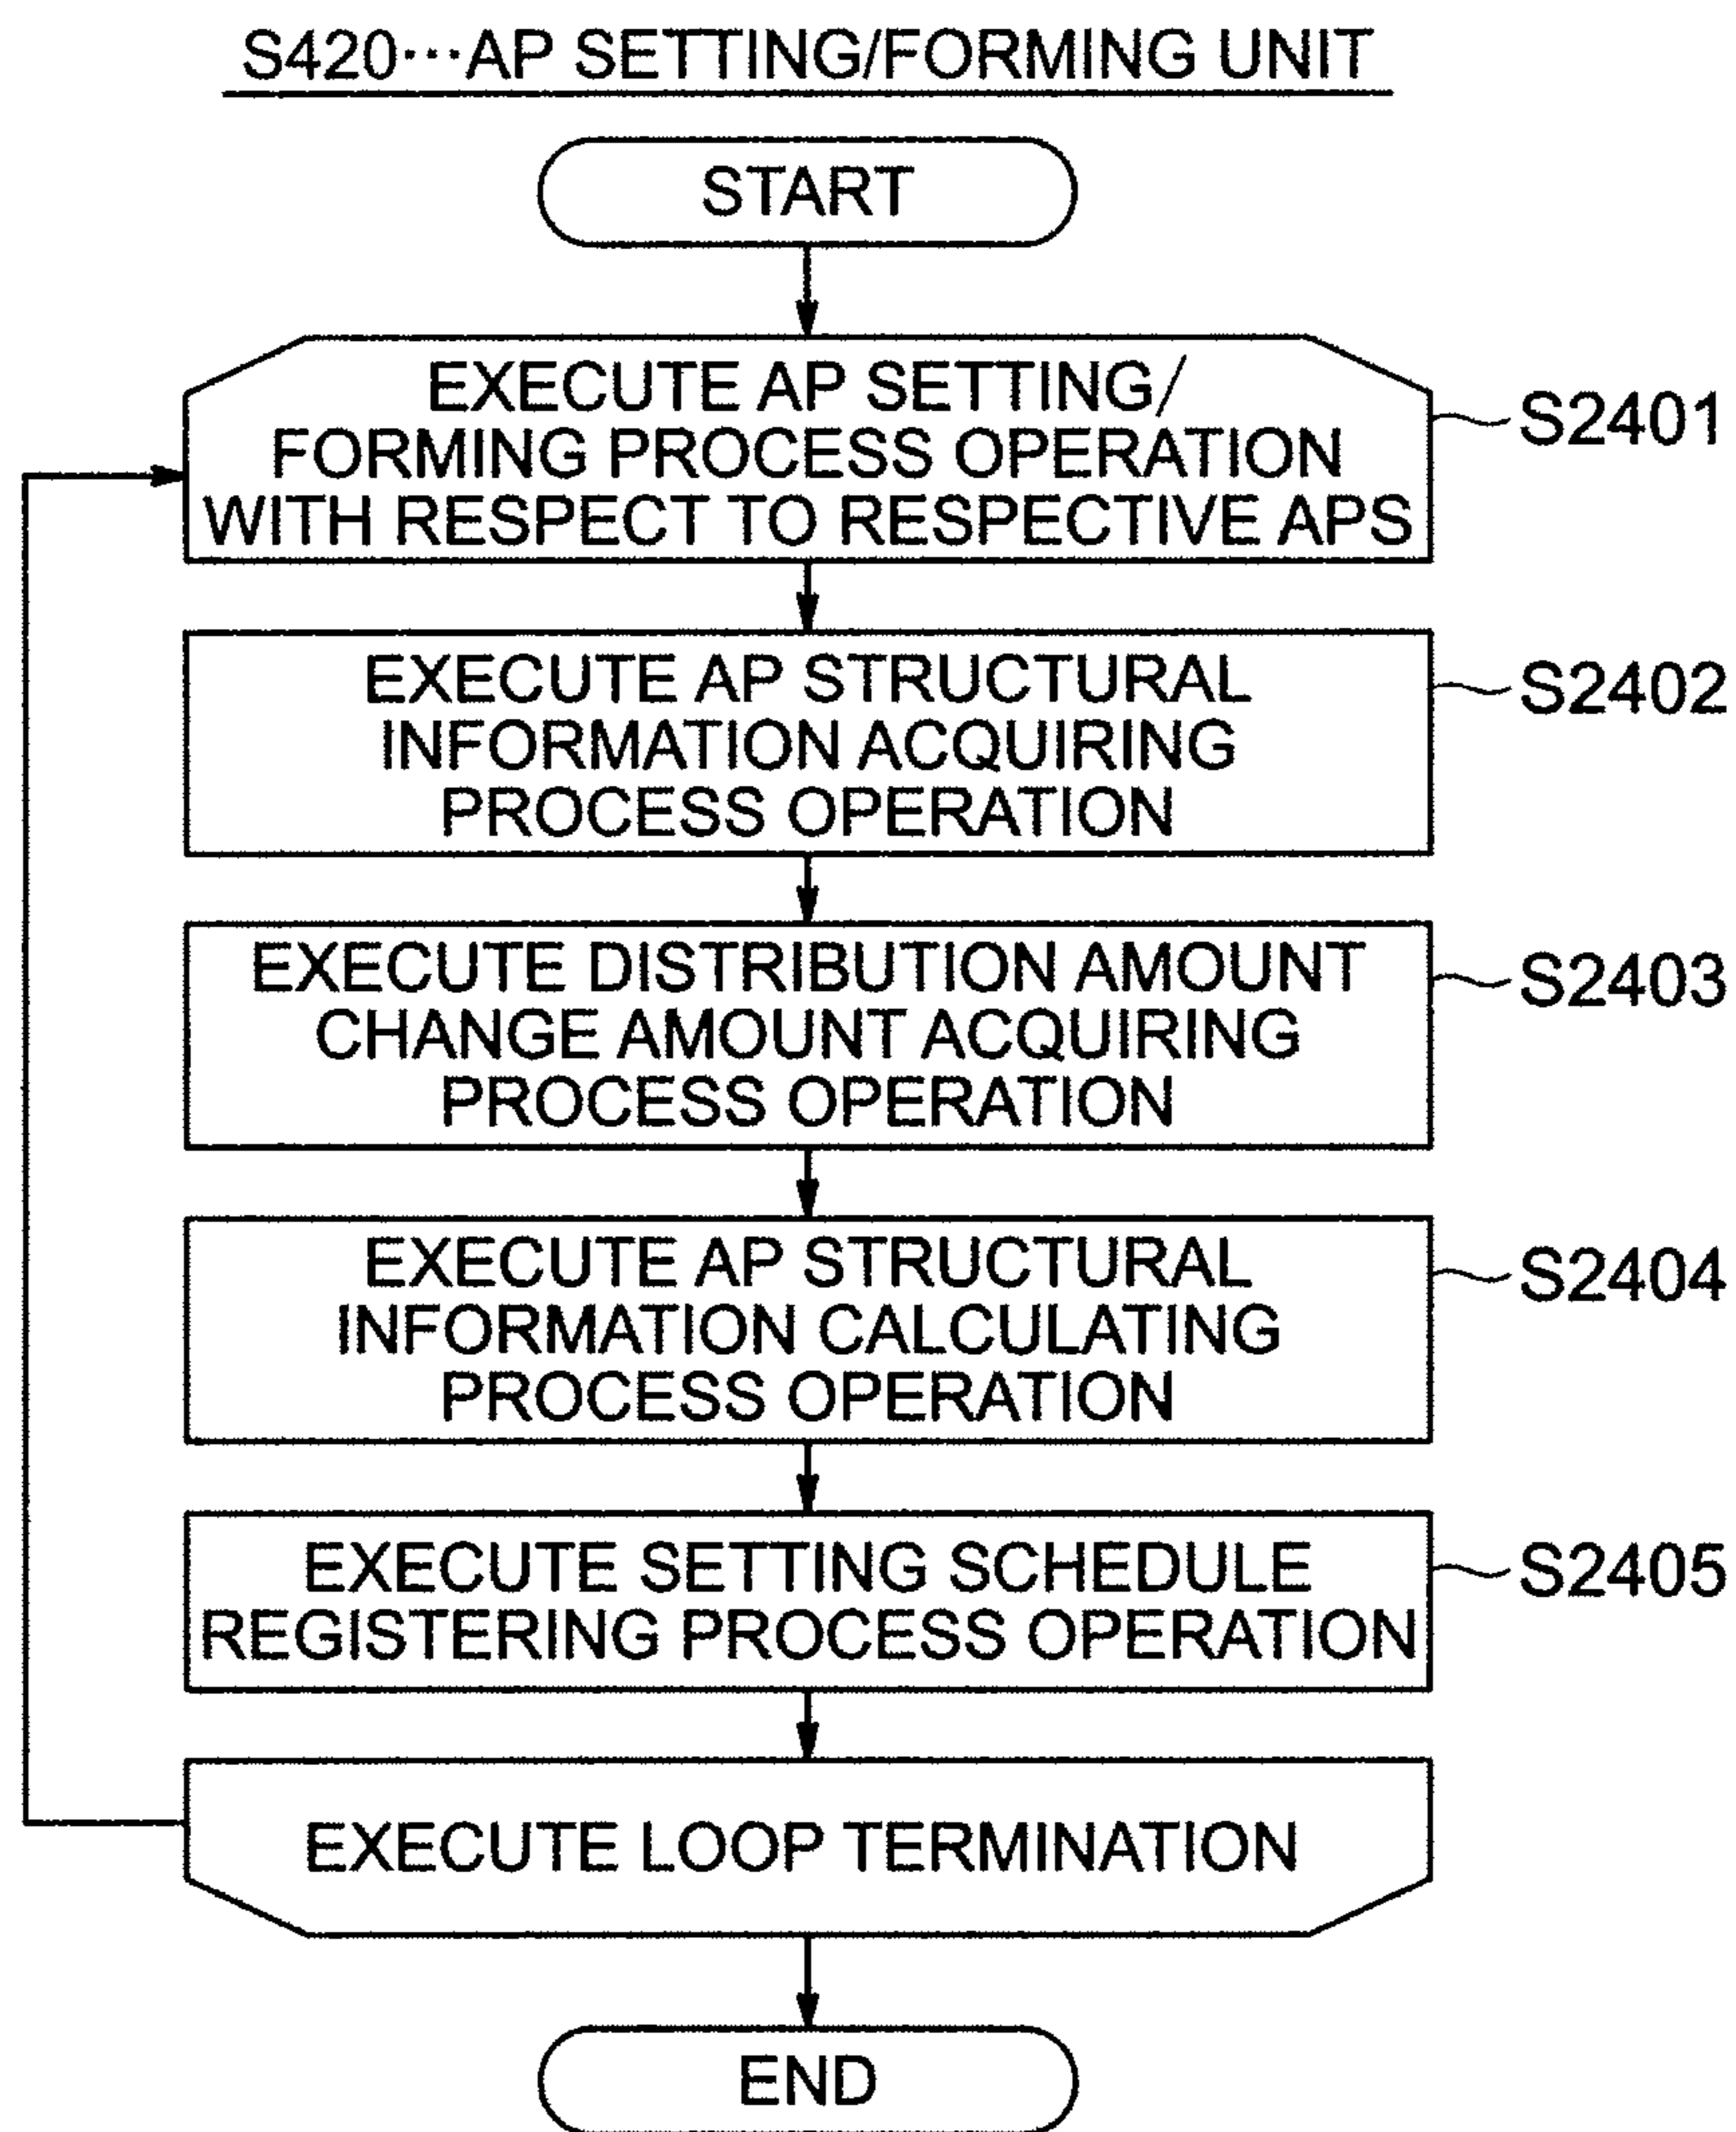 S420···AP SETTING/FORMING UNIT
START
EXECUTE AP SETTING/
FORMING PROCESS OPERATION
WITH RESPECT TO RESPECTIVE APS
S2401
EXECUTE AP STRUCTURAL
INFORMATION ACQUIRING
PROCESS OPERATION
S2402
EXECUTE DISTRIBUTION AMOUNT
CHANGE AMOUNT ACQUIRING
PROCESS OPERATION
S2403
EXECUTE AP STRUCTURAL
INFORMATION CALCULATING
PROCESS OPERATION
S2404
EXECUTE SETTING SCHEDULE
REGISTERING PROCESS OPERATION
S2405
EXECUTE LOOP TERMINATION
END